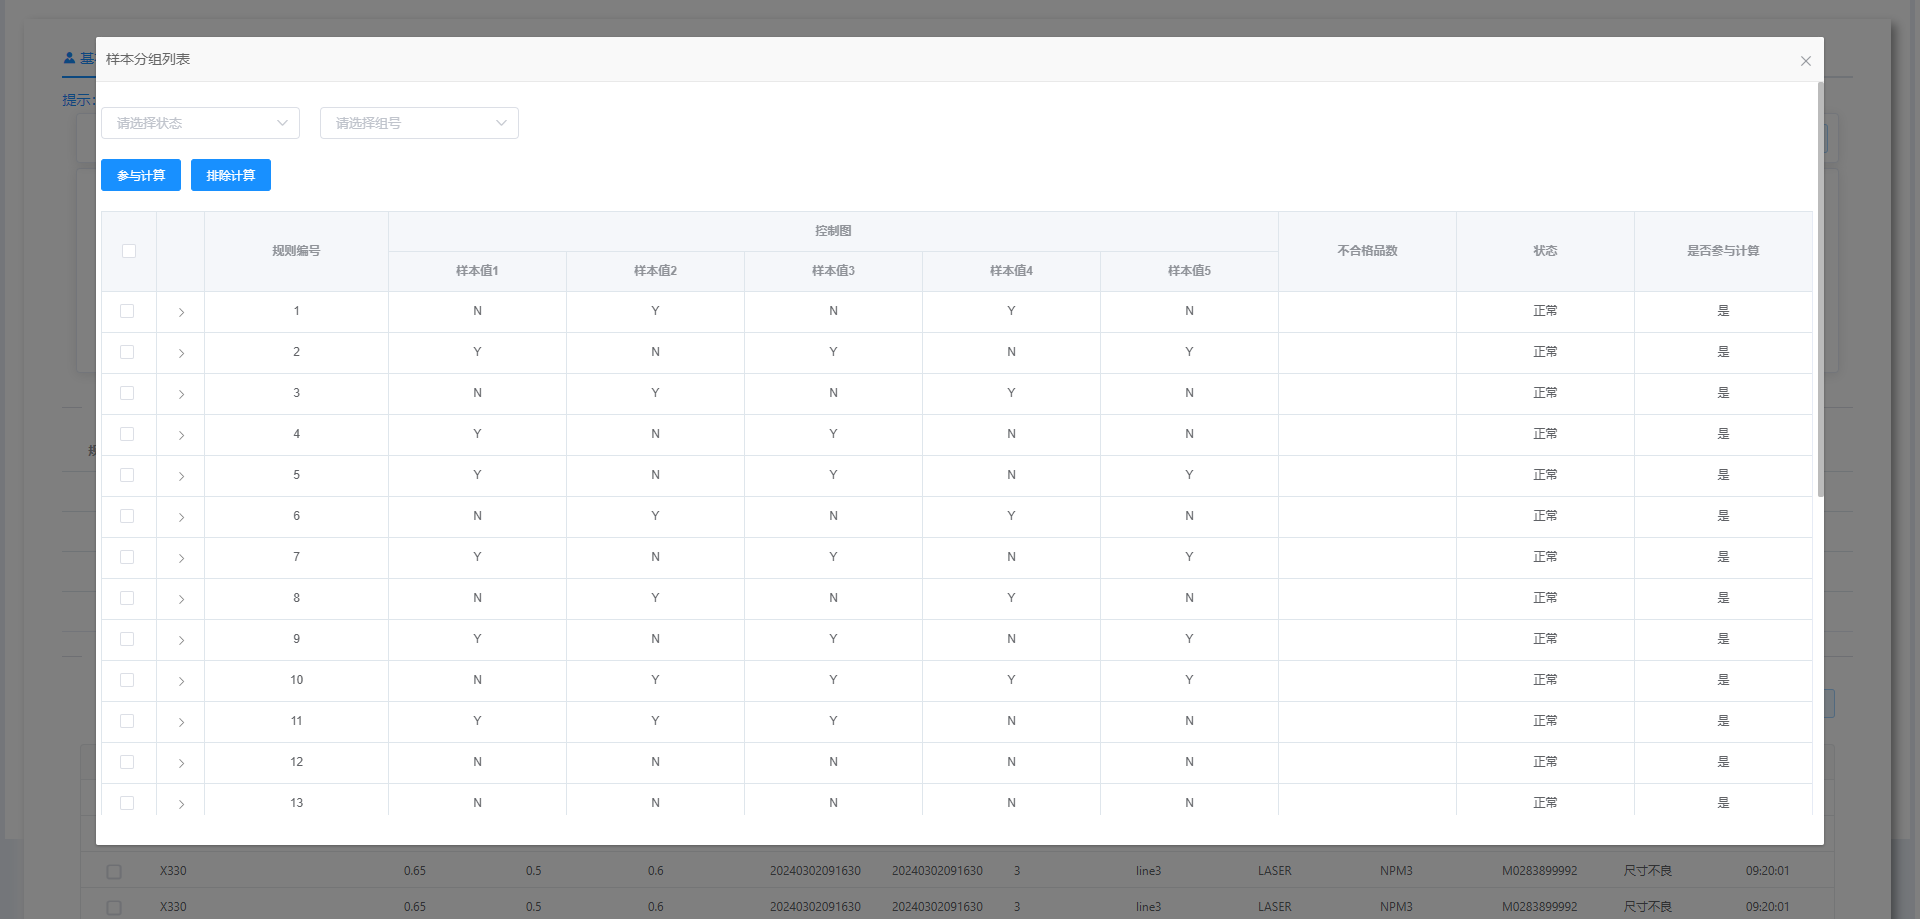 基
样本分组列表
提示:
请选择状态 请选择组号
参与计算 排除计算
规则编号 控制图 不合格品数 状态 是否参与计算
样本值1 样本值2 样本值3 样本值4 样本值5
1 N Y N Y N 正常 是
2 Y N Y N Y 正常 是
3 N Y N Y N 正常 是
4 Y N Y N N 正常 是
5 Y N Y N Y 正常 是
6 N Y N Y N 正常 是
7 Y N Y N Y 正常 是
8 N Y N Y N 正常 是
9 Y N Y N Y 正常 是
10 N Y Y Y Y 正常 是
11 Y Y Y N N 正常 是
12 N N N N N 正常 是
13 N N N N N 正常 是
X330 0.65 0.5 0.6 20240302091630 20240302091630 3 line3 LASER NPM3 M0283899992 尺寸不良 09:20:01
X330 0.65 0.5 0.6 20240302091630 20240302091630 3 line3 LASER NPM3 M0283899992 尺寸不良 09:20:01